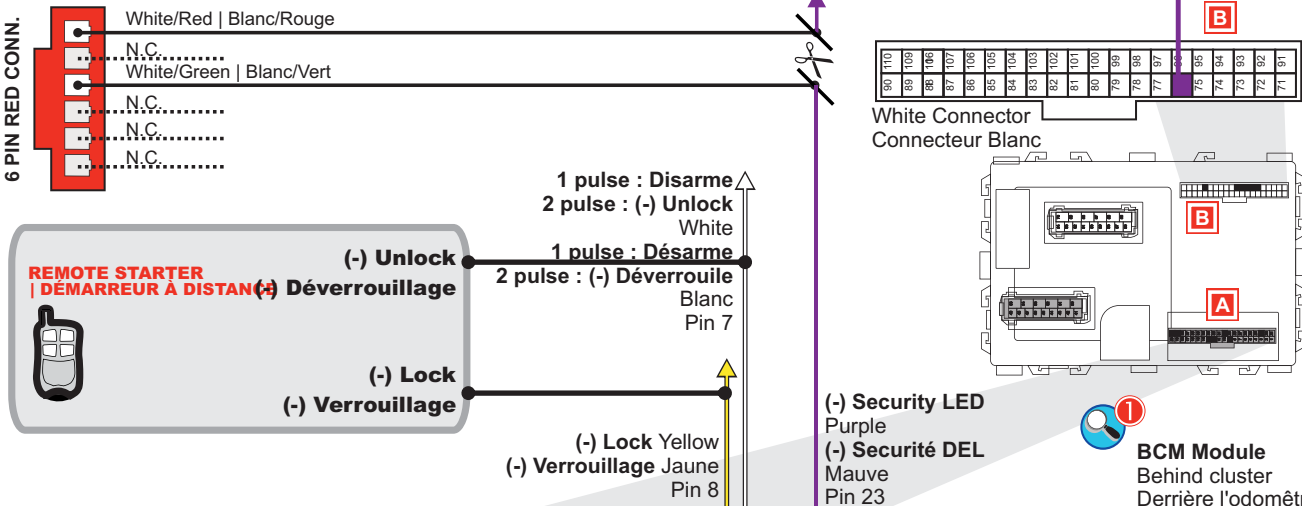 6 PIN RED CONN.
White/Red | Blanc/Rouge
N.C.
White/Green | Blanc/Vert
N.C.
N.C.
N.C.
B
110 109 106 107 106 105 104 103 102 101 100 99 98 97 95 94 93 92 91
90 89 88 87 86 85 84 83 82 81 80 79 78 77 75 74 73 72 71
White Connector
Connecteur Blanc
1 pulse : Disarme
2 pulse : (-) Unlock
White
1 pulse : Désarme
2 pulse : (-) Déverrouile
Blanc
Pin 7
REMOTE STARTER
| DÉMARREUR À DISTANCE
(-) Unlock
(-) Déverrouillage
(-) Lock
(-) Verrouillage
(-) Lock Yellow
(-) Verrouillage Jaune
Pin 8
(-) Security LED
Purple
(-) Securité DEL
Mauve
Pin 23
B
A
1
BCM Module
Behind cluster
Derrière l'odomêtr